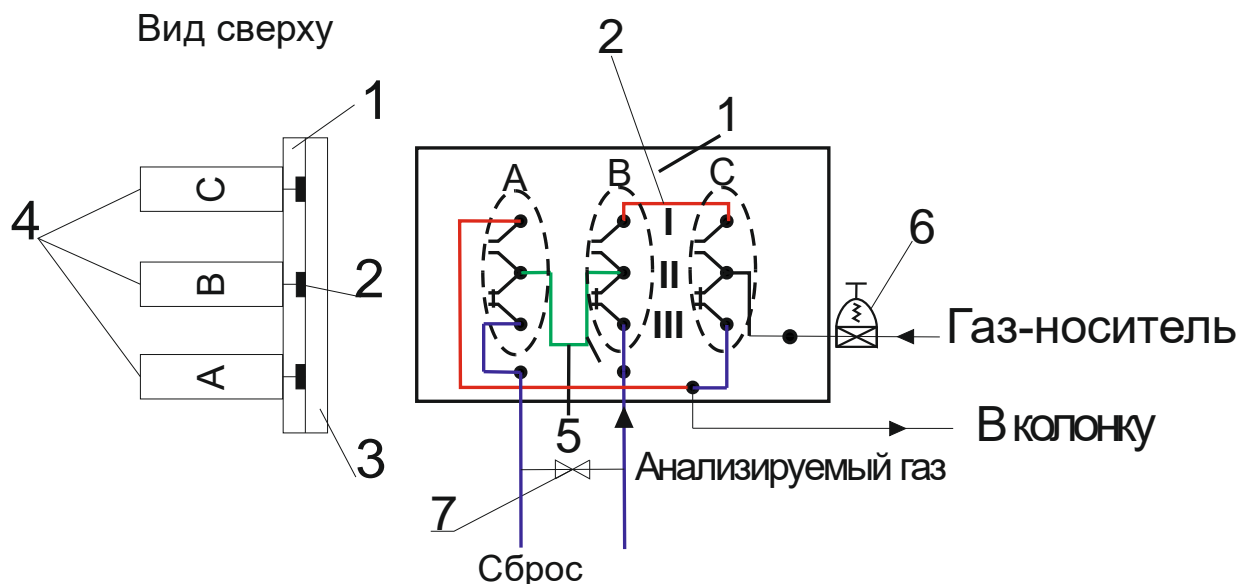 Вид сверху
1
C
4
B
2
A
3
2
1
A
B
C
I
II
III
6
Газ-носитель
В колонку
5
Анализируемый газ
7
Сброс